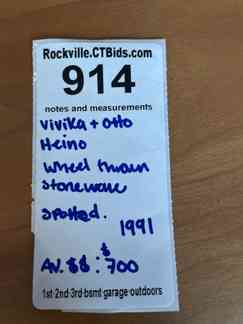 Rockville.CTBids.com
914
notes and measurements
Vivika + Otto
Heino
Wheel thrown
Stoneware
Spotted.
1991
Av. $$: $700
1st·2nd·3rd·bsmt·garage·outdoors